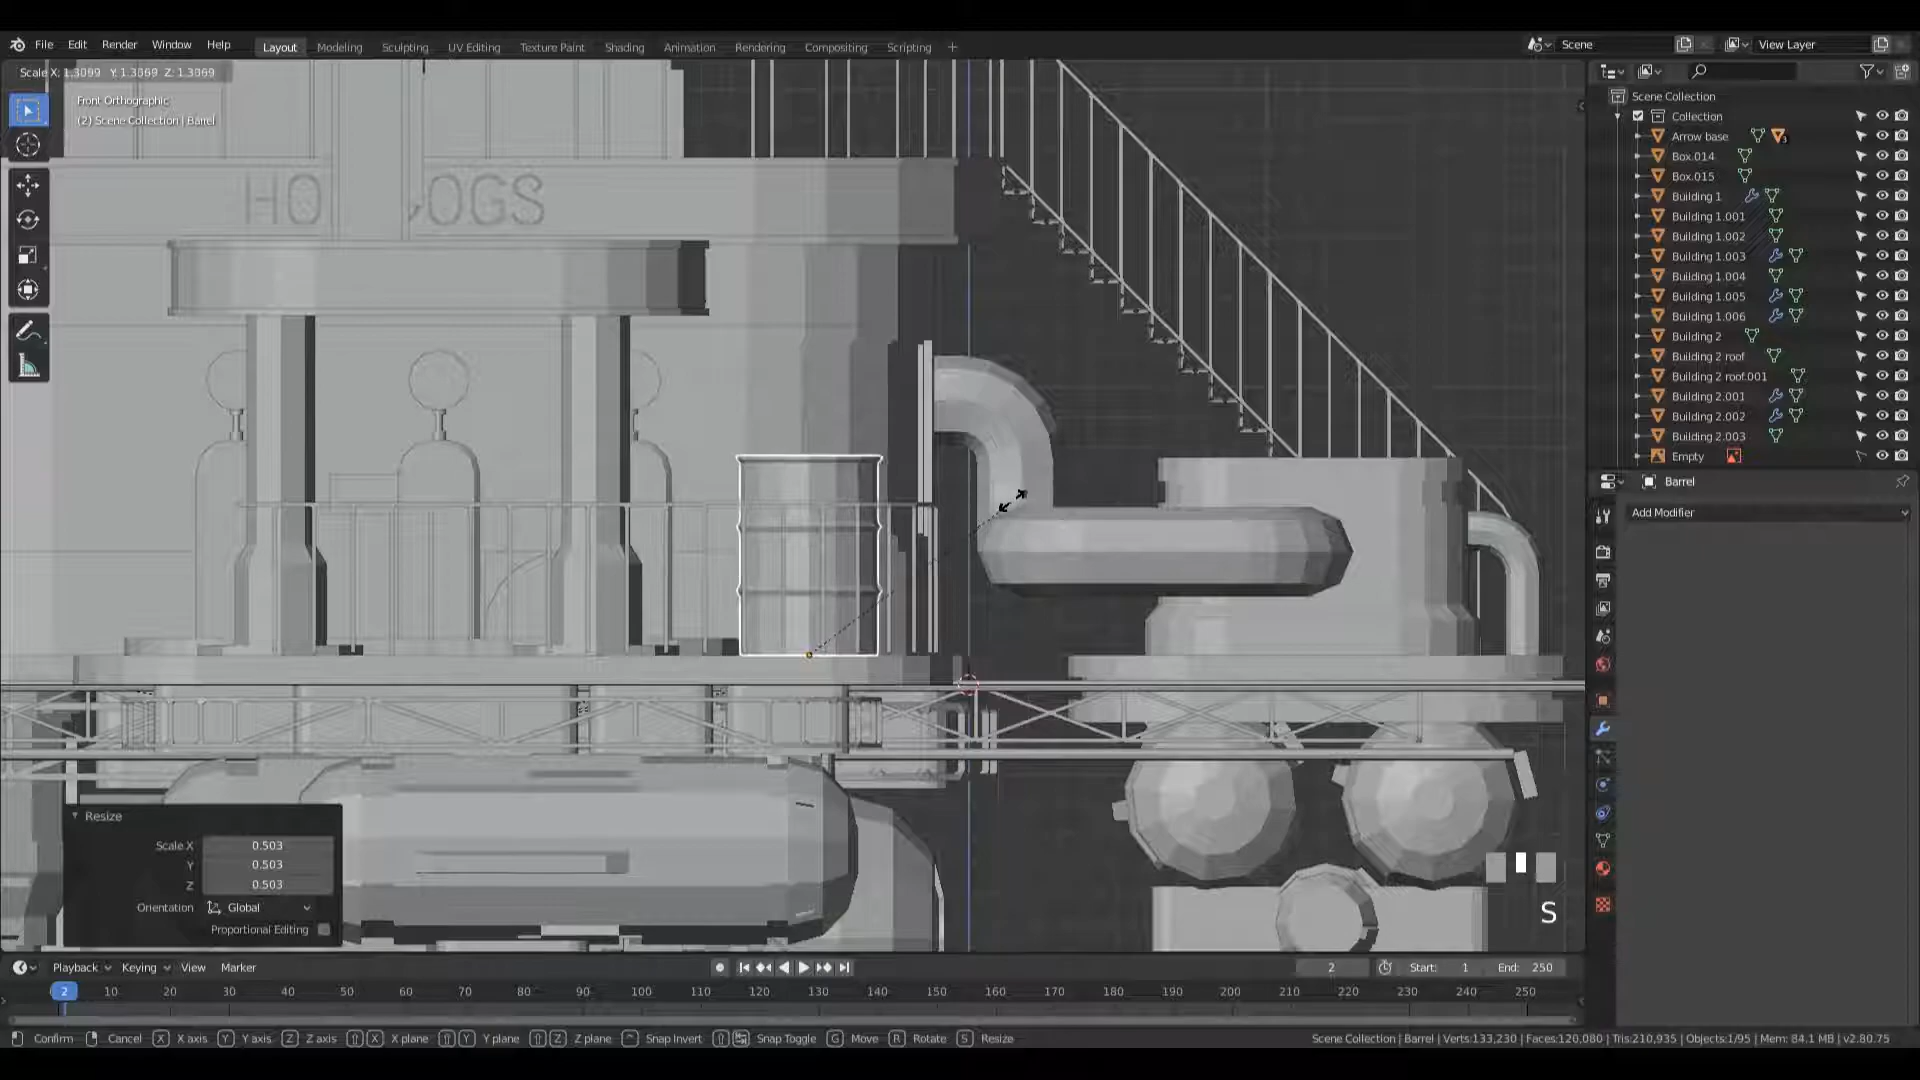 File Edit Render Window Help Layout Modeling Sculpting UV Editing Texture Paint Shading Animation Rendering Compositing Scripting + Scene View Layer
Scale X: 1.3069 Y: 1.3069 Z: 1.3069
Front Orthographic
(2) Scene Collection | Barrel
HO OGS
Scene Collection
Collection
Arrow base
Box.014
Box.015
Building 1
Building 1.001
Building 1.002
Building 1.003
Building 1.004
Building 1.005
Building 1.006
Building 2
Building 2 roof
Building 2 roof.001
Building 2.001
Building 2.002
Building 2.003
Empty
Barrel
Add Modifier
Resize
Scale X 0.503
Y 0.503
Z 0.503
Orientation Global
Proportional Editing
S
Playback Keying View Marker 2 Start: 1 End: 250
2 10 20 30 40 50 60 70 80 90 100 110 120 130 140 150 160 170 180 190 200 210 220 230 240 250
Confirm Cancel X X axis Y Y axis Z Z axis X X plane Y Y plane Z Z plane Snap Invert Snap Toggle G Move R Rotate S Resize Scene Collection | Barrel | Verts:133,230 | Faces:120,080 | Tris:210,935 | Objects:1/95 | Mem: 84.1 MB | v2.80.75